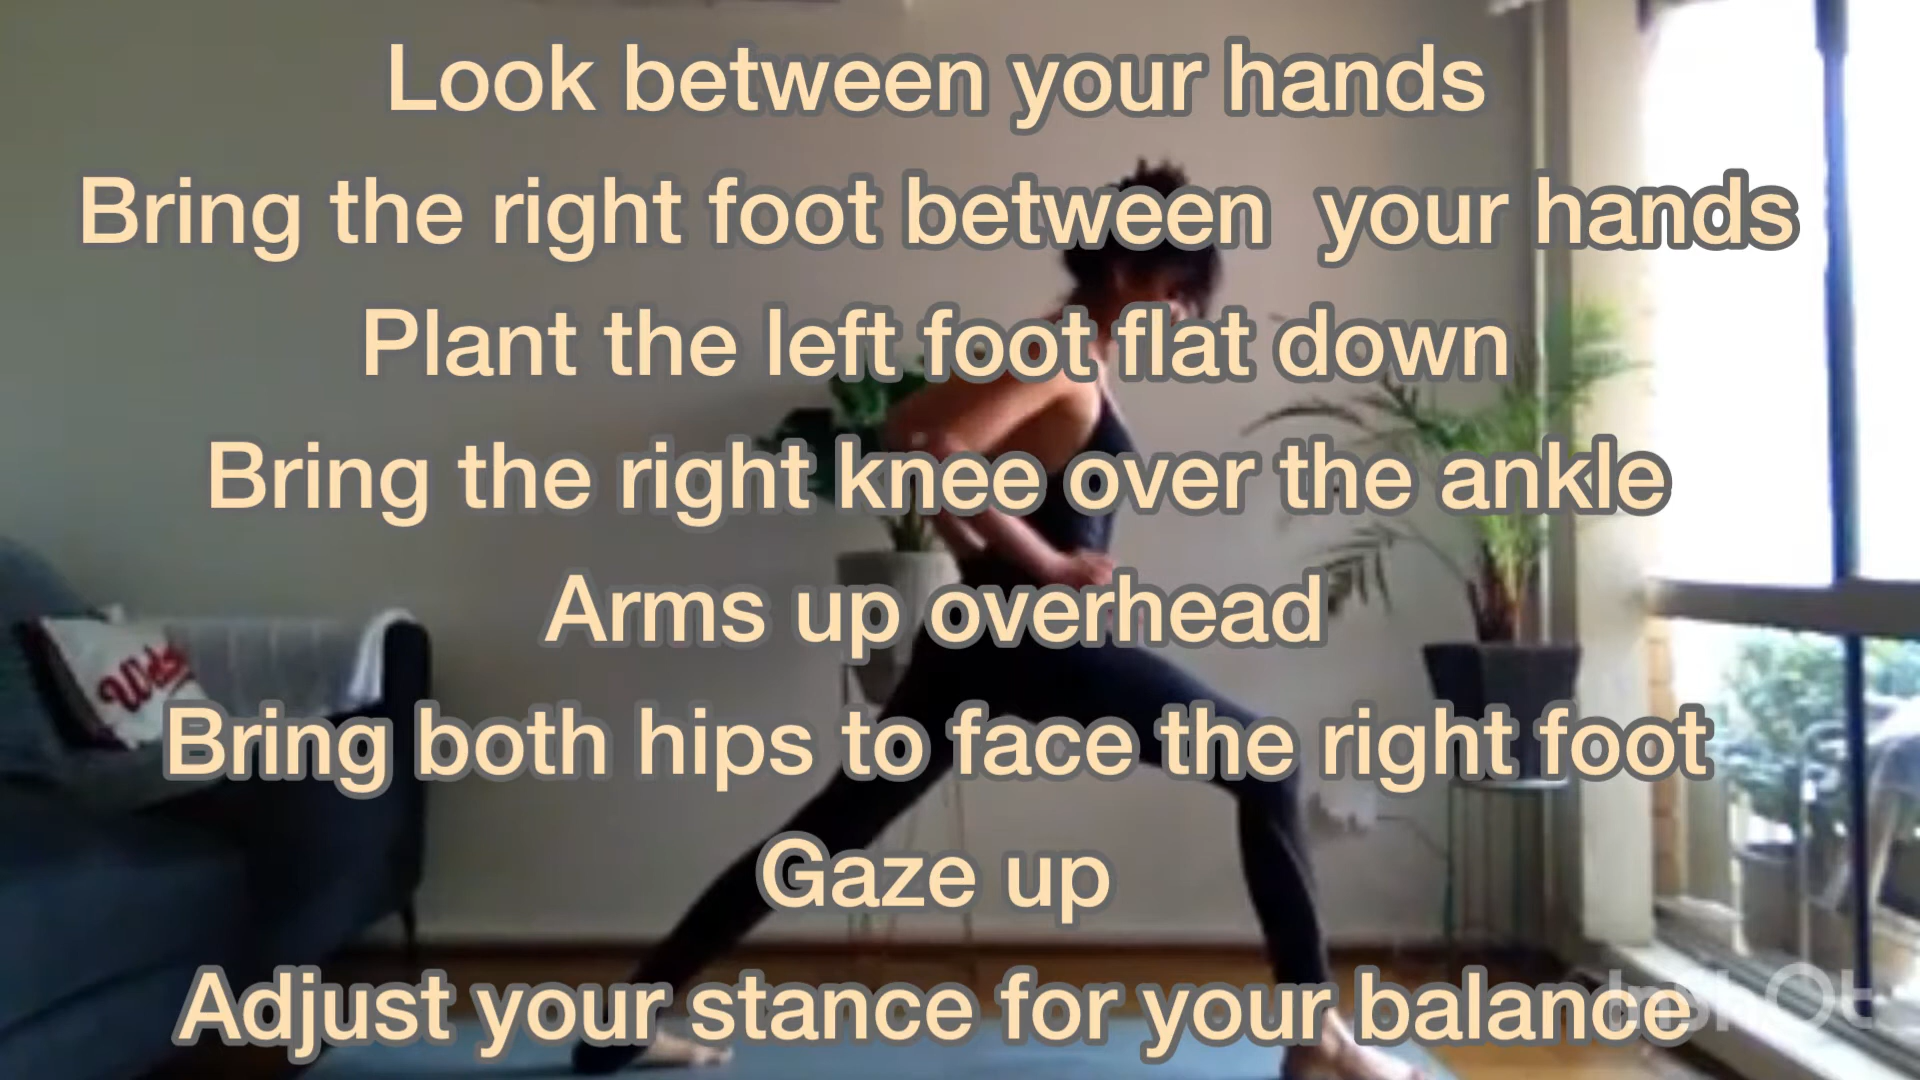 Look between your hands
Bring the right foot between  your hands
Plant the left foot flat down
Bring the right knee over the ankle
Arms up overhead
Bring both hips to face the right foot
Gaze up
Adjust your stance for your balance
InShOt